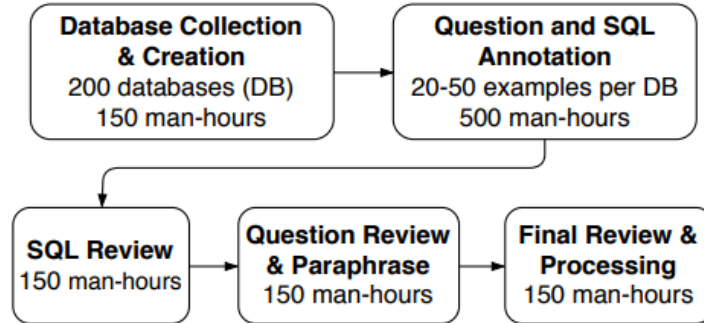 Database Collection
& Creation
200 databases (DB)
150 man-hours
Question and SQL
Annotation
20-50 examples per DB
500 man-hours
SQL Review
150 man-hours
Question Review
& Paraphrase
150 man-hours
Final Review &
Processing
150 man-hours